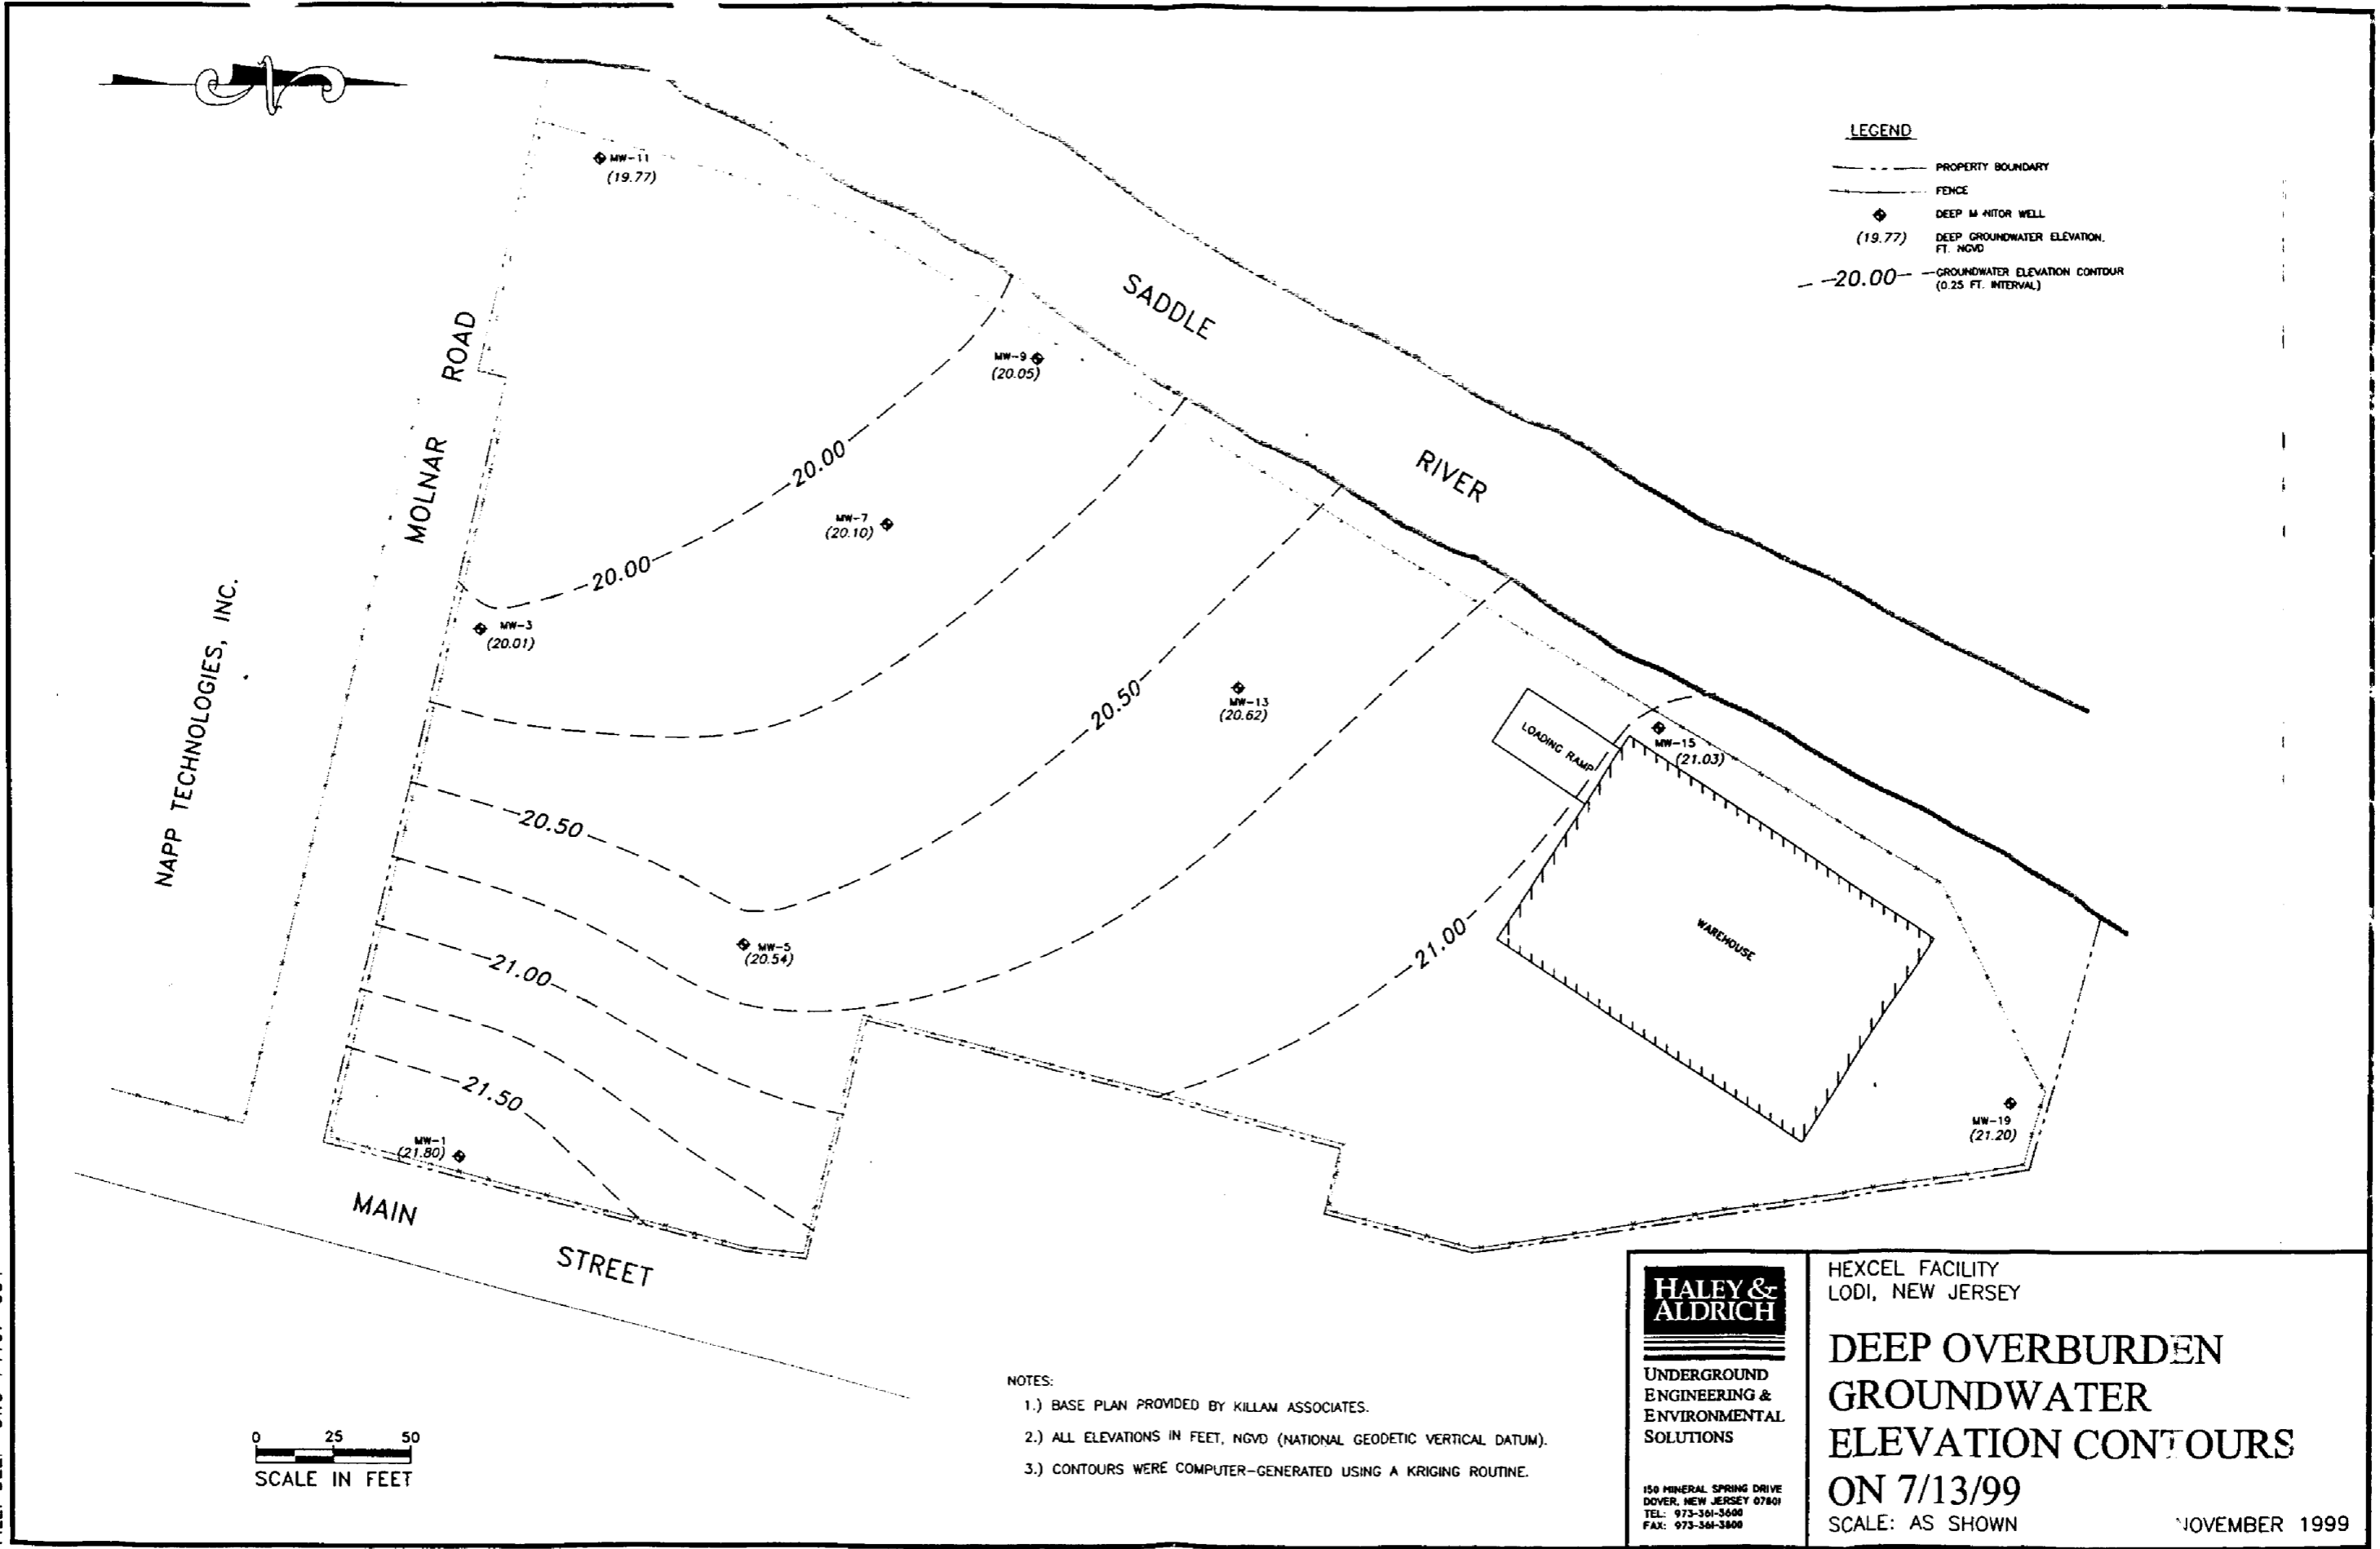 LEGEND
PROPERTY BOUNDARY
FENCE
DEEP M NITOR WELL
(19.77) DEEP GROUNDWATER ELEVATION,
FT. NGVD
20.00 GROUNDWATER ELEVATION CONTOUR
(0.25 FT. INTERVAL)
MW-11
(19.77)
SADDLE
RIVER
MOLNAR ROAD
NAPP TECHNOLOGIES, INC.
MW-9
(20.05)
20.00
MW-7
(20.10)
20.00
MW-3
(20.01)
20.50
MW-13
(20.62)
LOADING RAMP
MW-15
(21.03)
20.50
WAREHOUSE
21.00
MW-5
(20.54)
21.00
21.50
MW-1
(21.80)
MW-19
(21.20)
MAIN
STREET
0 25 50
SCALE IN FEET
NOTES:
1.) BASE PLAN PROVIDED BY KILLAM ASSOCIATES.
2.) ALL ELEVATIONS IN FEET, NGVD (NATIONAL GEODETIC VERTICAL DATUM).
3.) CONTOURS WERE COMPUTER-GENERATED USING A KRIGING ROUTINE.
HALEY &
ALDRICH
UNDERGROUND
ENGINEERING &
ENVIRONMENTAL
SOLUTIONS
150 MINERAL SPRING DRIVE
DOVER, NEW JERSEY 07801
TEL: 973-361-3600
FAX: 973-361-3800
HEXCEL FACILITY
LODI, NEW JERSEY
DEEP OVERBURDEN
GROUNDWATER
ELEVATION CONTOURS
ON 7/13/99
SCALE: AS SHOWN
NOVEMBER 1999